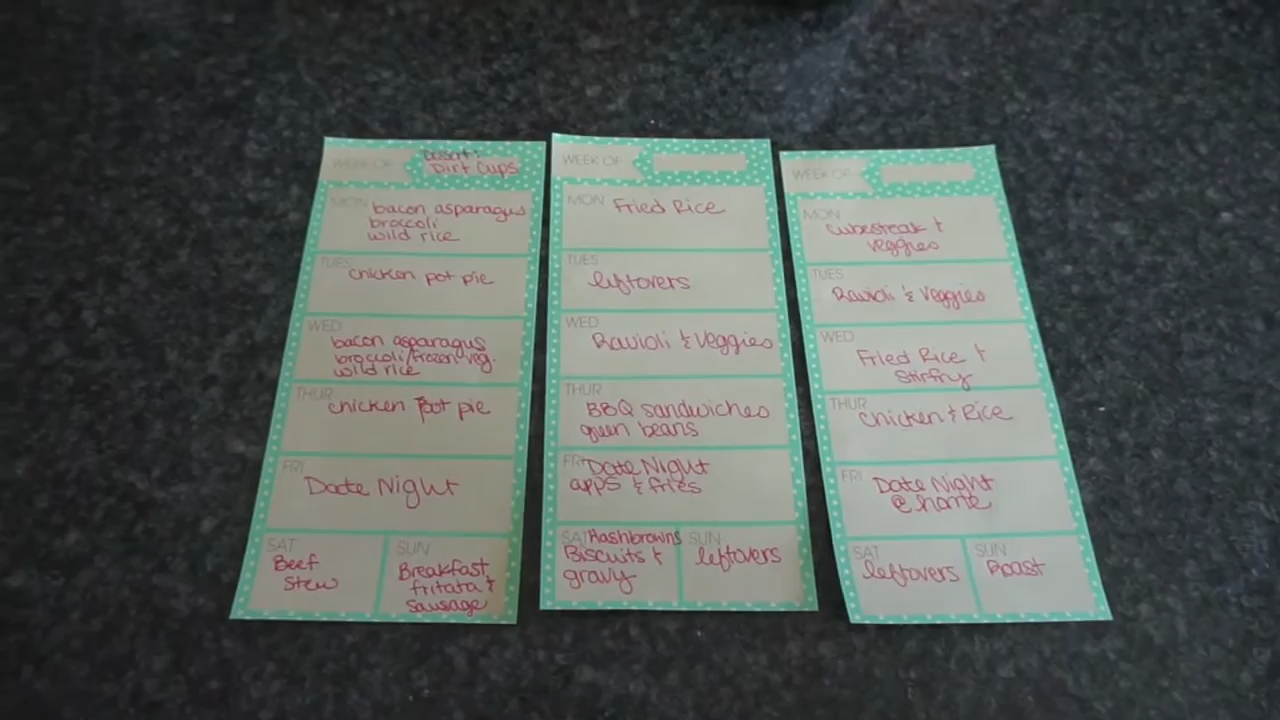 WEEK OF
Desert:
Dirt Cups
MON
bacon asparagus
broccoli
wild rice
TUES
chicken pot pie
WED
bacon asparagus
broccoli/frozen veg.
wild rice
THUR
chicken pot pie
FRI
Date Night
SAT
Beef
Stew
SUN
Breakfast
fritata &
sausage
WEEK OF
MON
Fried Rice
TUES
leftovers
WED
Ravioli & Veggies
THUR
BBQ sandwiches
green beans
FRI
Date Night
apps & fries
SAT
Hashbrowns
Biscuits &
gravy
SUN
leftovers
WEEK OF
MON
cubesteak &
veggies
TUES
Ravioli & Veggies
WED
Fried Rice &
Stirfry
THUR
Chicken & Rice
FRI
Date Night
@ home
SAT
leftovers
SUN
Roast